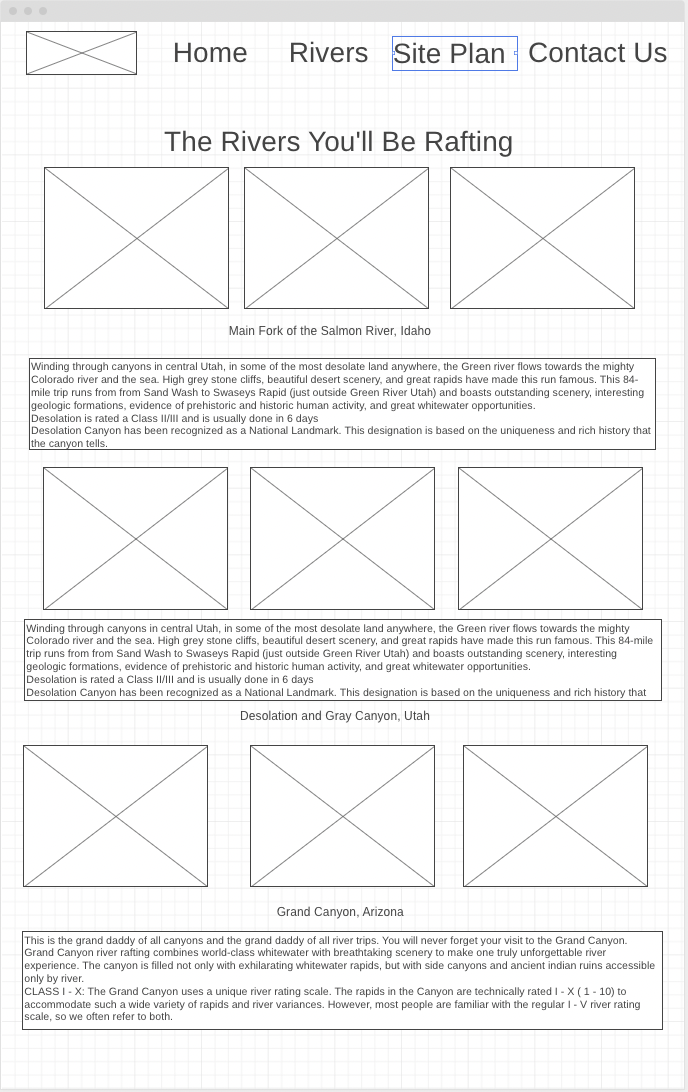 Home Rivers Site Plan Contact Us
The Rivers You'll Be Rafting
Main Fork of the Salmon River, Idaho
Winding through canyons in central Utah, in some of the most desolate land anywhere, the Green river flows towards the mighty
Colorado river and the sea. High grey stone cliffs, beautiful desert scenery, and great rapids have made this run famous. This 84-
mile trip runs from from Sand Wash to Swaseys Rapid (just outside Green River Utah) and boasts outstanding scenery, interesting
geologic formations, evidence of prehistoric and historic human activity, and great whitewater opportunities.
Desolation is rated a Class II/III and is usually done in 6 days
Desolation Canyon has been recognized as a National Landmark. This designation is based on the uniqueness and rich history that
the canyon tells.
Winding through canyons in central Utah, in some of the most desolate land anywhere, the Green river flows towards the mighty
Colorado river and the sea. High grey stone cliffs, beautiful desert scenery, and great rapids have made this run famous. This 84-mile
trip runs from from Sand Wash to Swaseys Rapid (just outside Green River Utah) and boasts outstanding scenery, interesting
geologic formations, evidence of prehistoric and historic human activity, and great whitewater opportunities.
Desolation is rated a Class II/III and is usually done in 6 days
Desolation Canyon has been recognized as a National Landmark. This designation is based on the uniqueness and rich history that
Desolation and Gray Canyon, Utah
Grand Canyon, Arizona
This is the grand daddy of all canyons and the grand daddy of all river trips. You will never forget your visit to the Grand Canyon.
Grand Canyon river rafting combines world-class whitewater with breathtaking scenery to make one truly unforgettable river
experience. The canyon is filled not only with exhilarating whitewater rapids, but with side canyons and ancient indian ruins accessible
only by river.
CLASS I - X: The Grand Canyon uses a unique river rating scale. The rapids in the Canyon are technically rated I - X ( 1 - 10) to
accommodate such a wide variety of rapids and river variances. However, most people are familiar with the regular I - V river rating
scale, so we often refer to both.